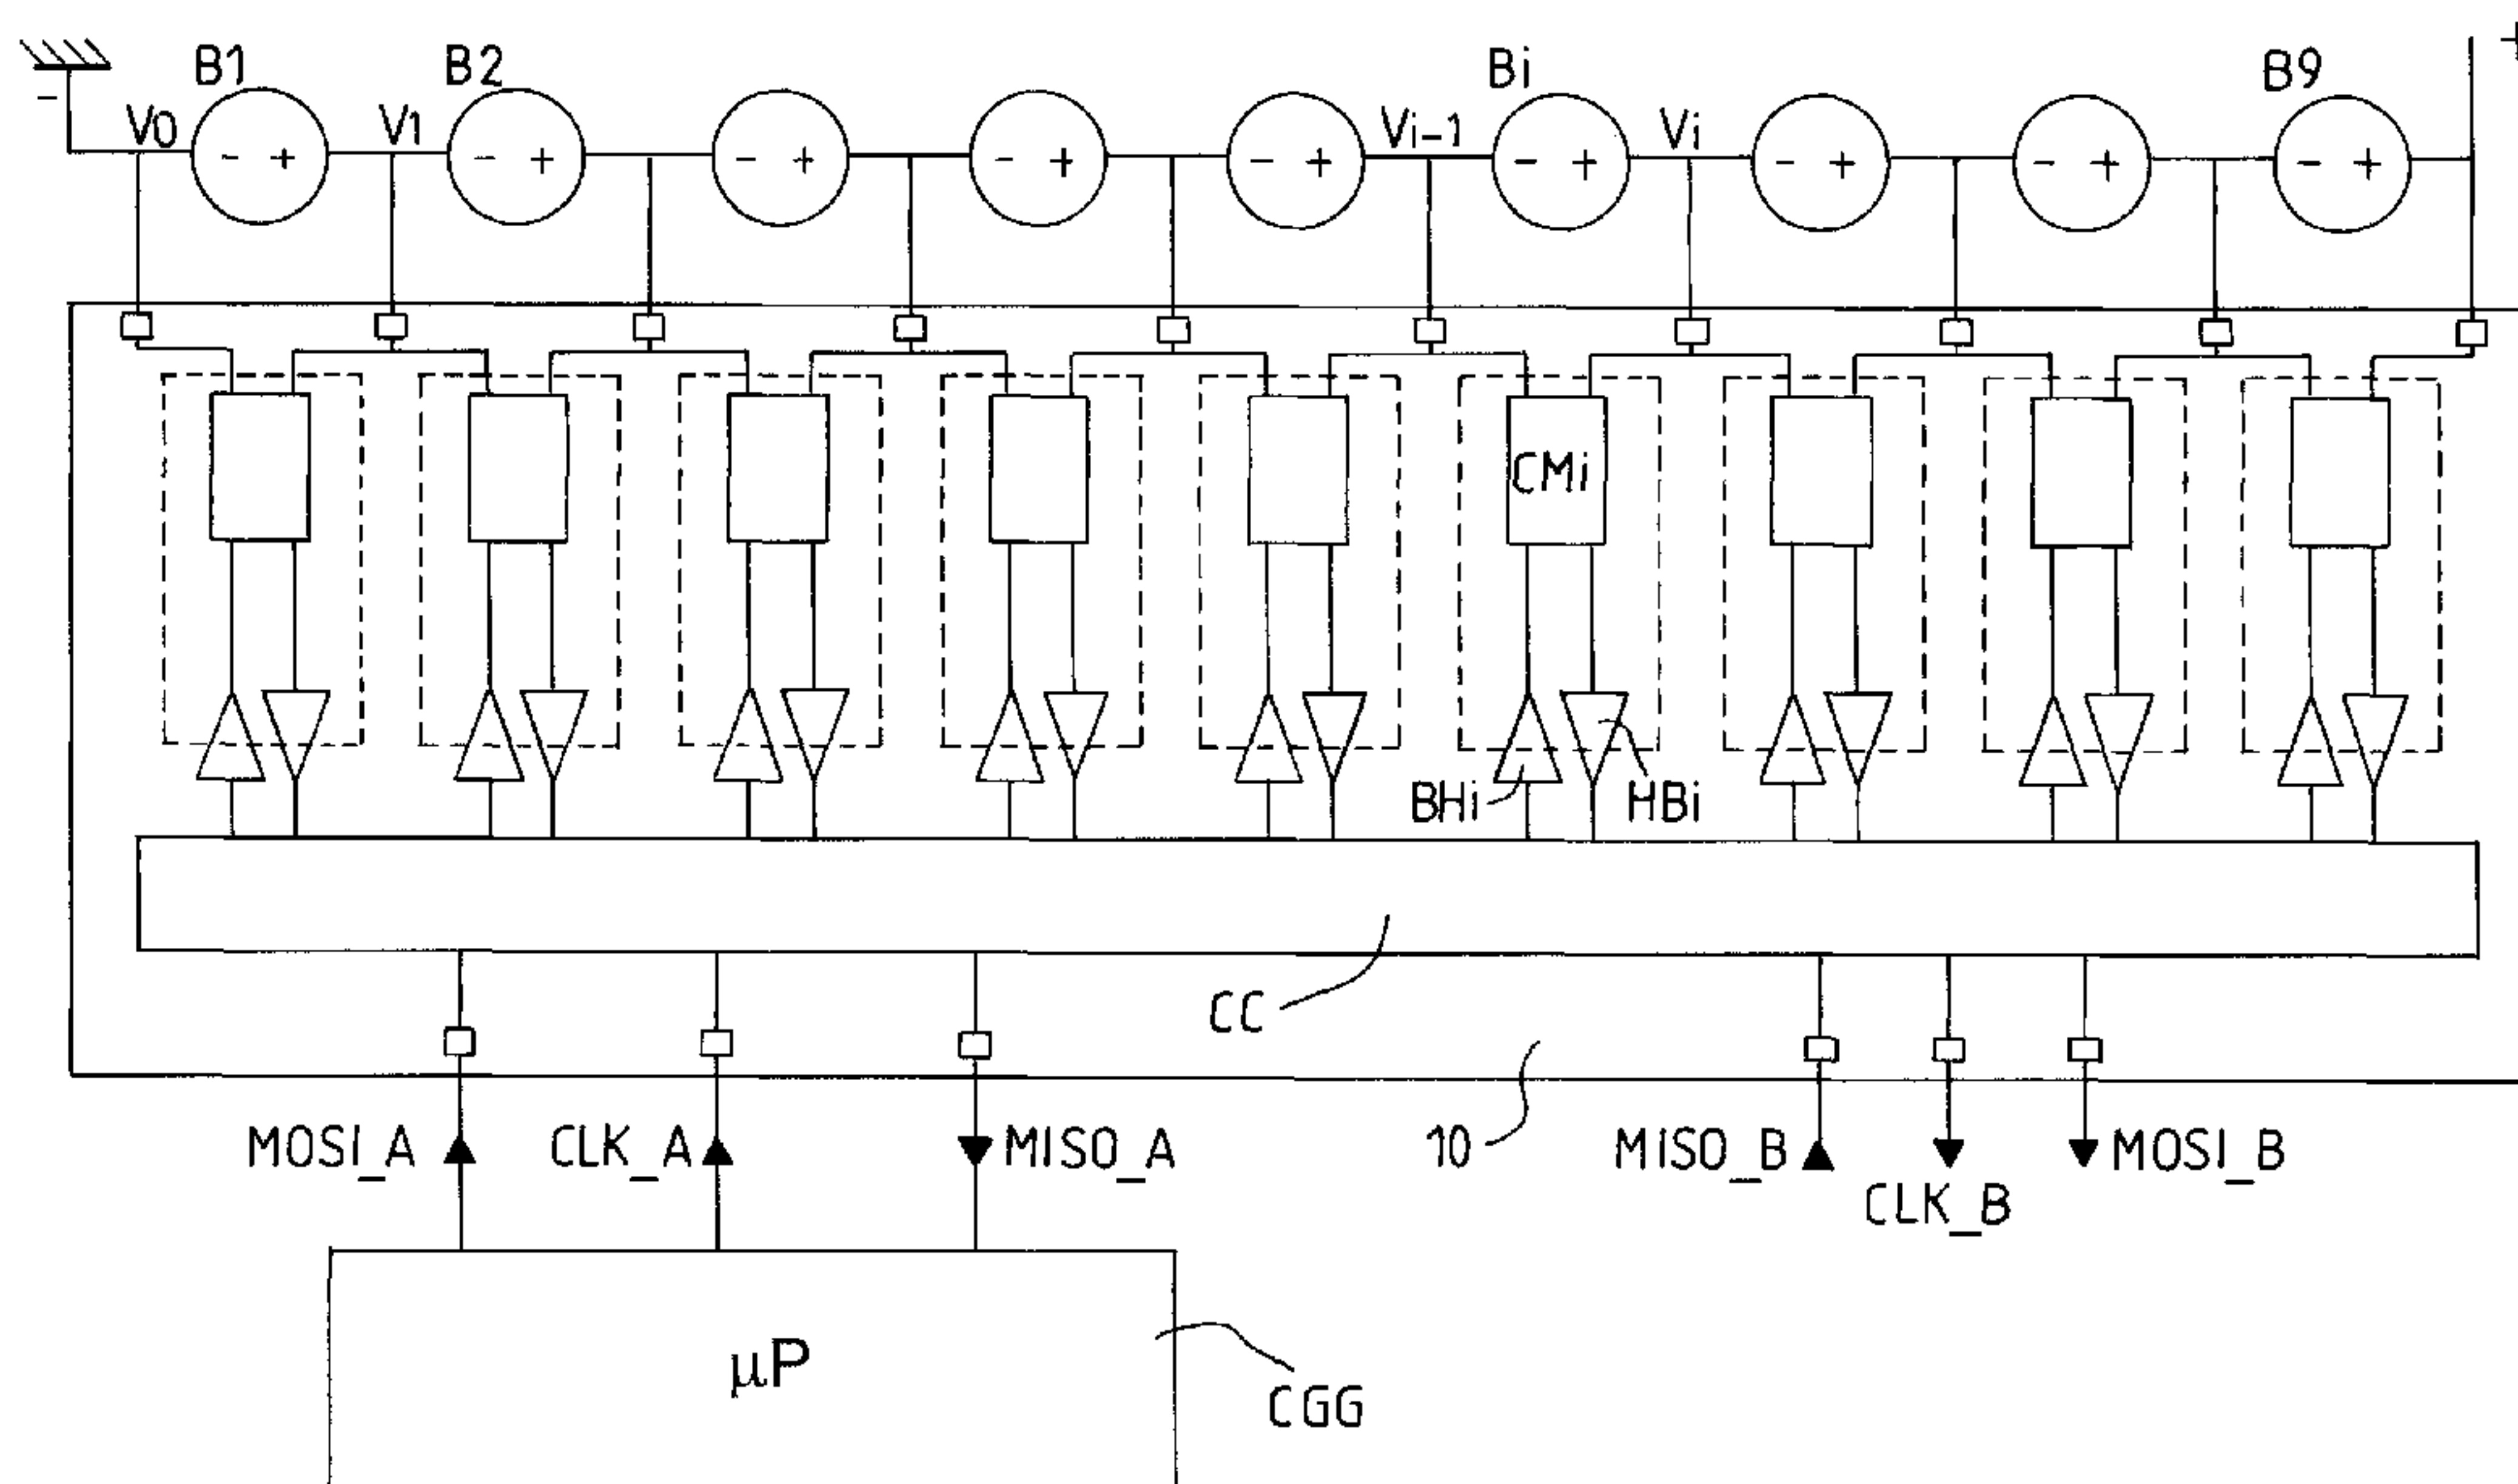 B1 B2 Bi B9 +
-
V0 V1 Vi-1 Vi
- + - + - + - + - + - + - + - + - +
CMi
BHi HBi
CC
10
MOSI_A CLK_A MISO_A MISO_B MOSI_B
CLK_B
µP
CGG